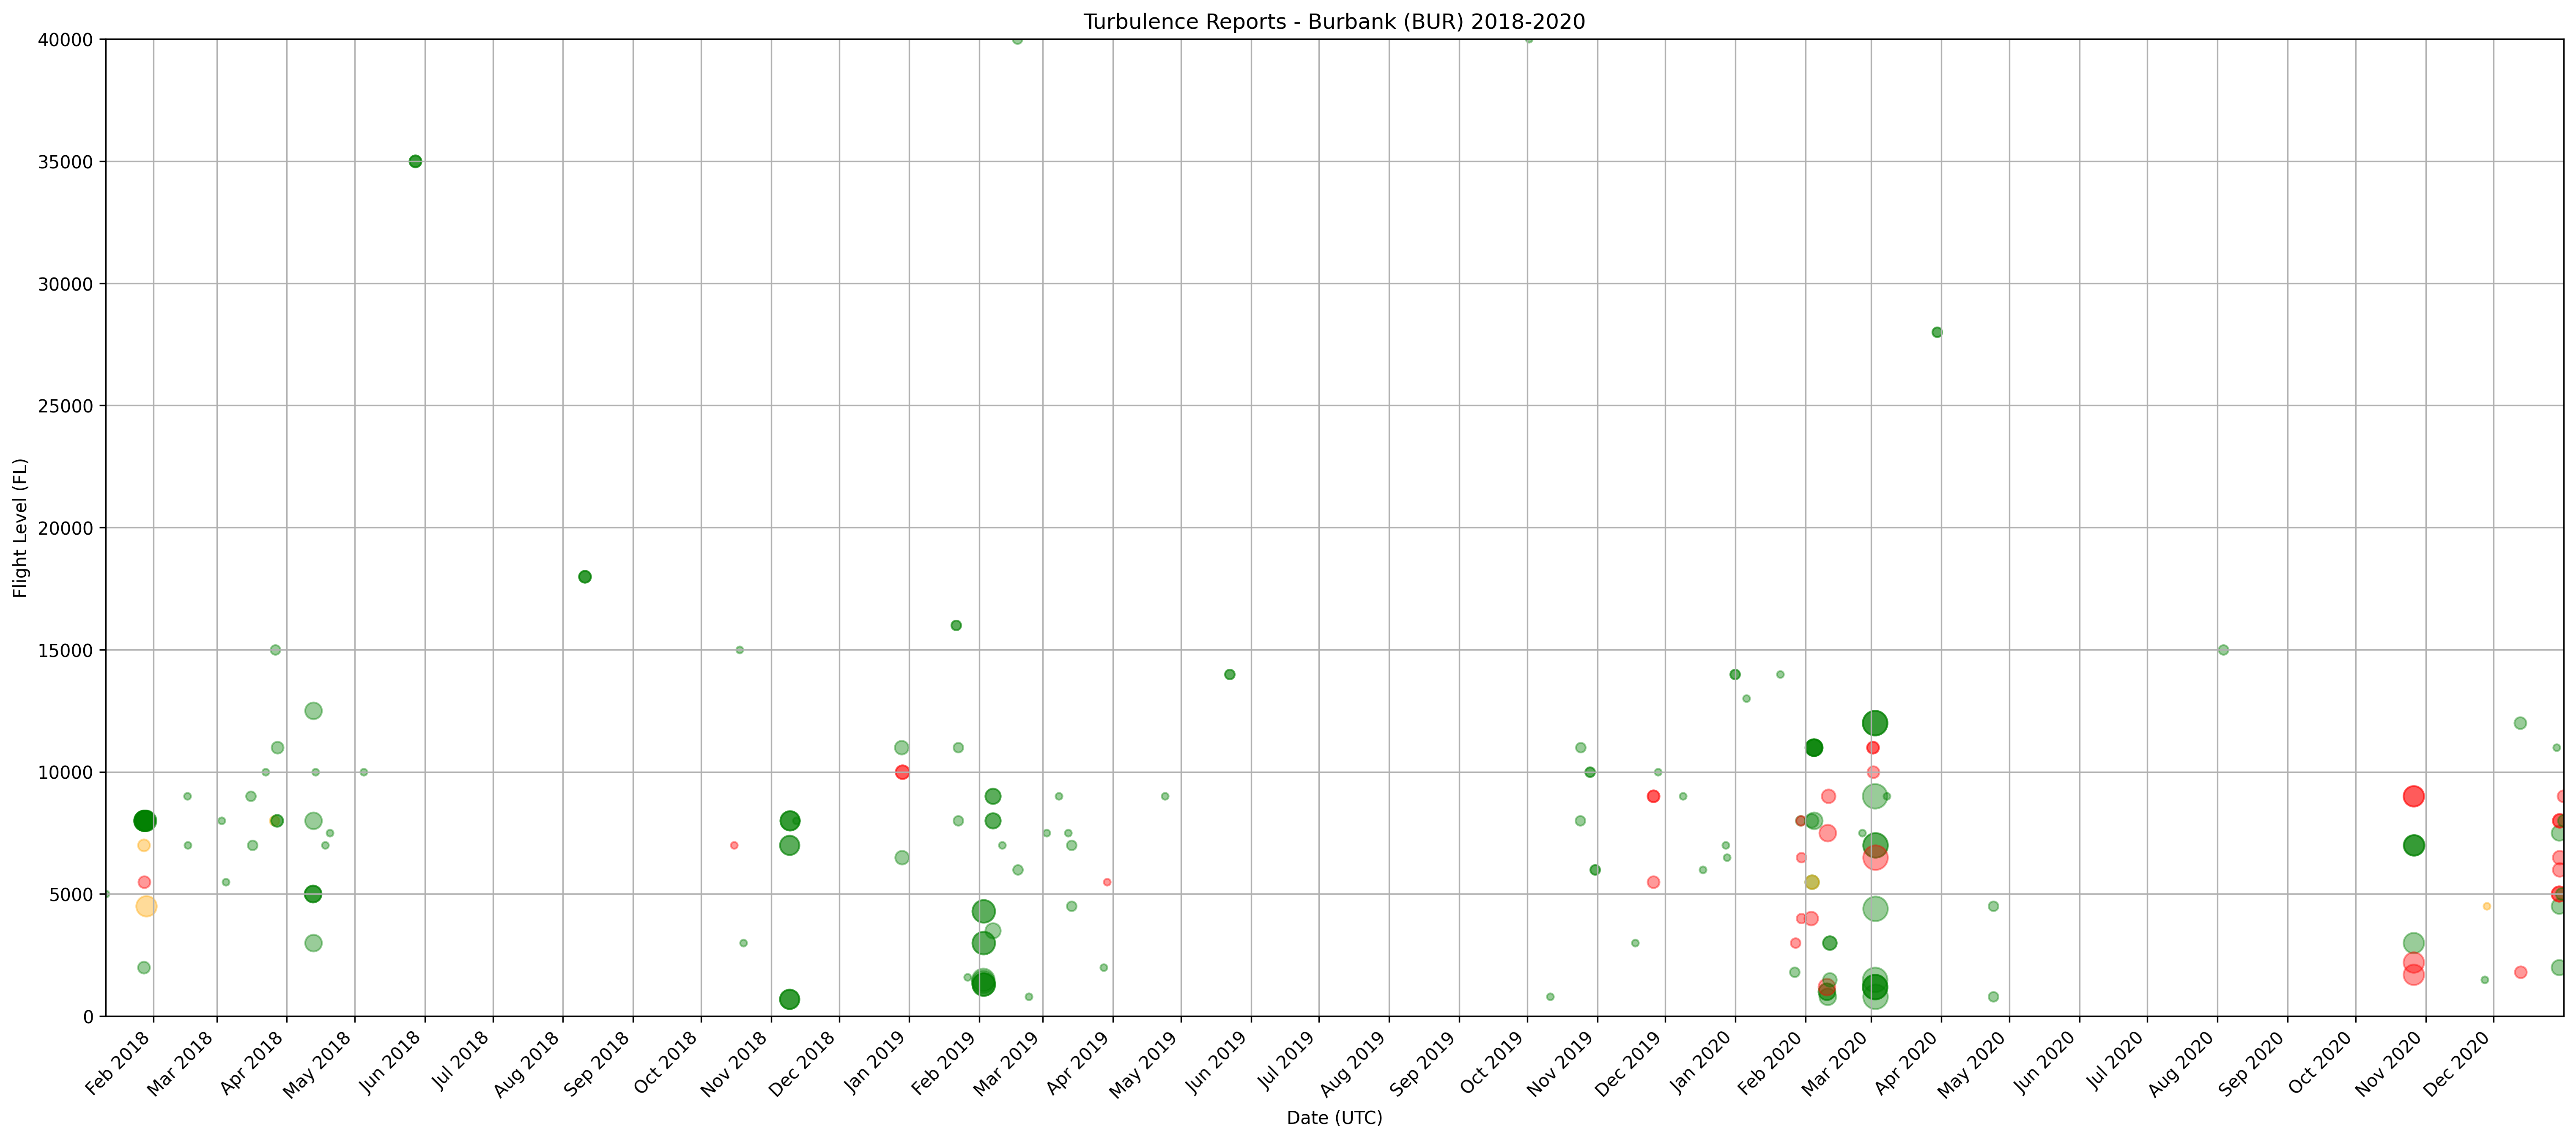 Turbulence Reports - Burbank (BUR) 2018-2020
40000
35000
30000
25000
20000
15000
10000
5000
0
Flight Level (FL)
Feb 2018
Mar 2018
Apr 2018
May 2018
Jun 2018
Jul 2018
Aug 2018
Sep 2018
Oct 2018
Nov 2018
Dec 2018
Jan 2019
Feb 2019
Mar 2019
Apr 2019
May 2019
Jun 2019
Jul 2019
Aug 2019
Sep 2019
Oct 2019
Nov 2019
Dec 2019
Jan 2020
Feb 2020
Mar 2020
Apr 2020
May 2020
Jun 2020
Jul 2020
Aug 2020
Sep 2020
Oct 2020
Nov 2020
Dec 2020
Date (UTC)